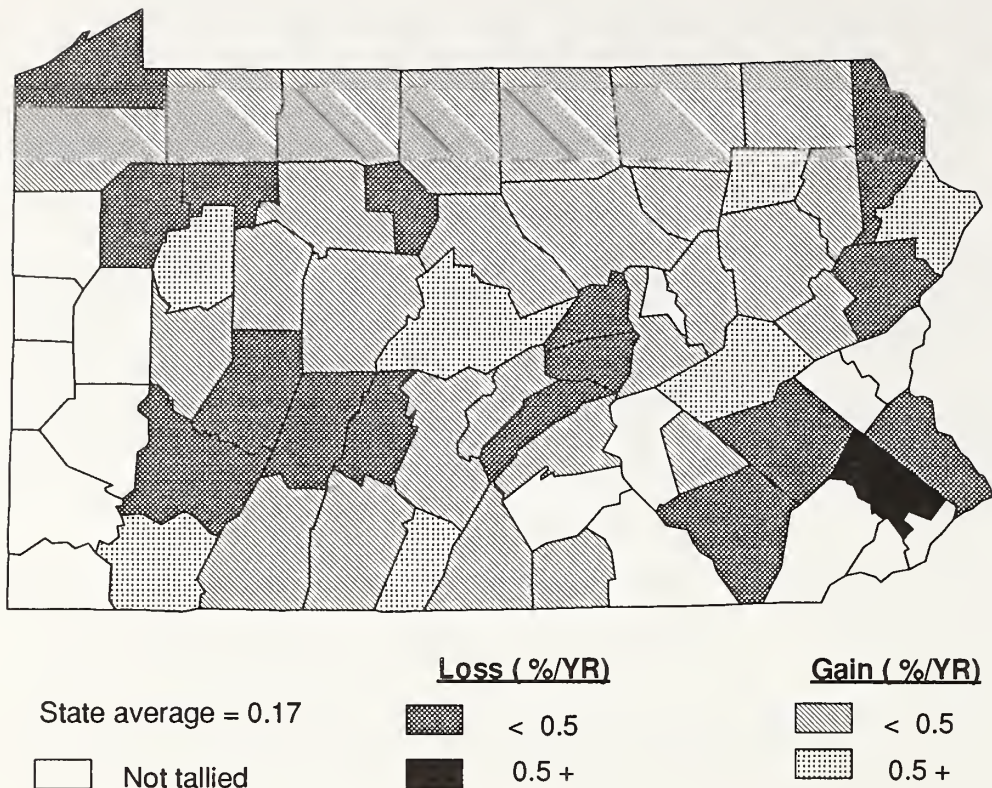 Loss ( %/YR)
Gain ( %/YR)
State average = 0.17
< 0.5
< 0.5
Not tallied
0.5 +
0.5 +